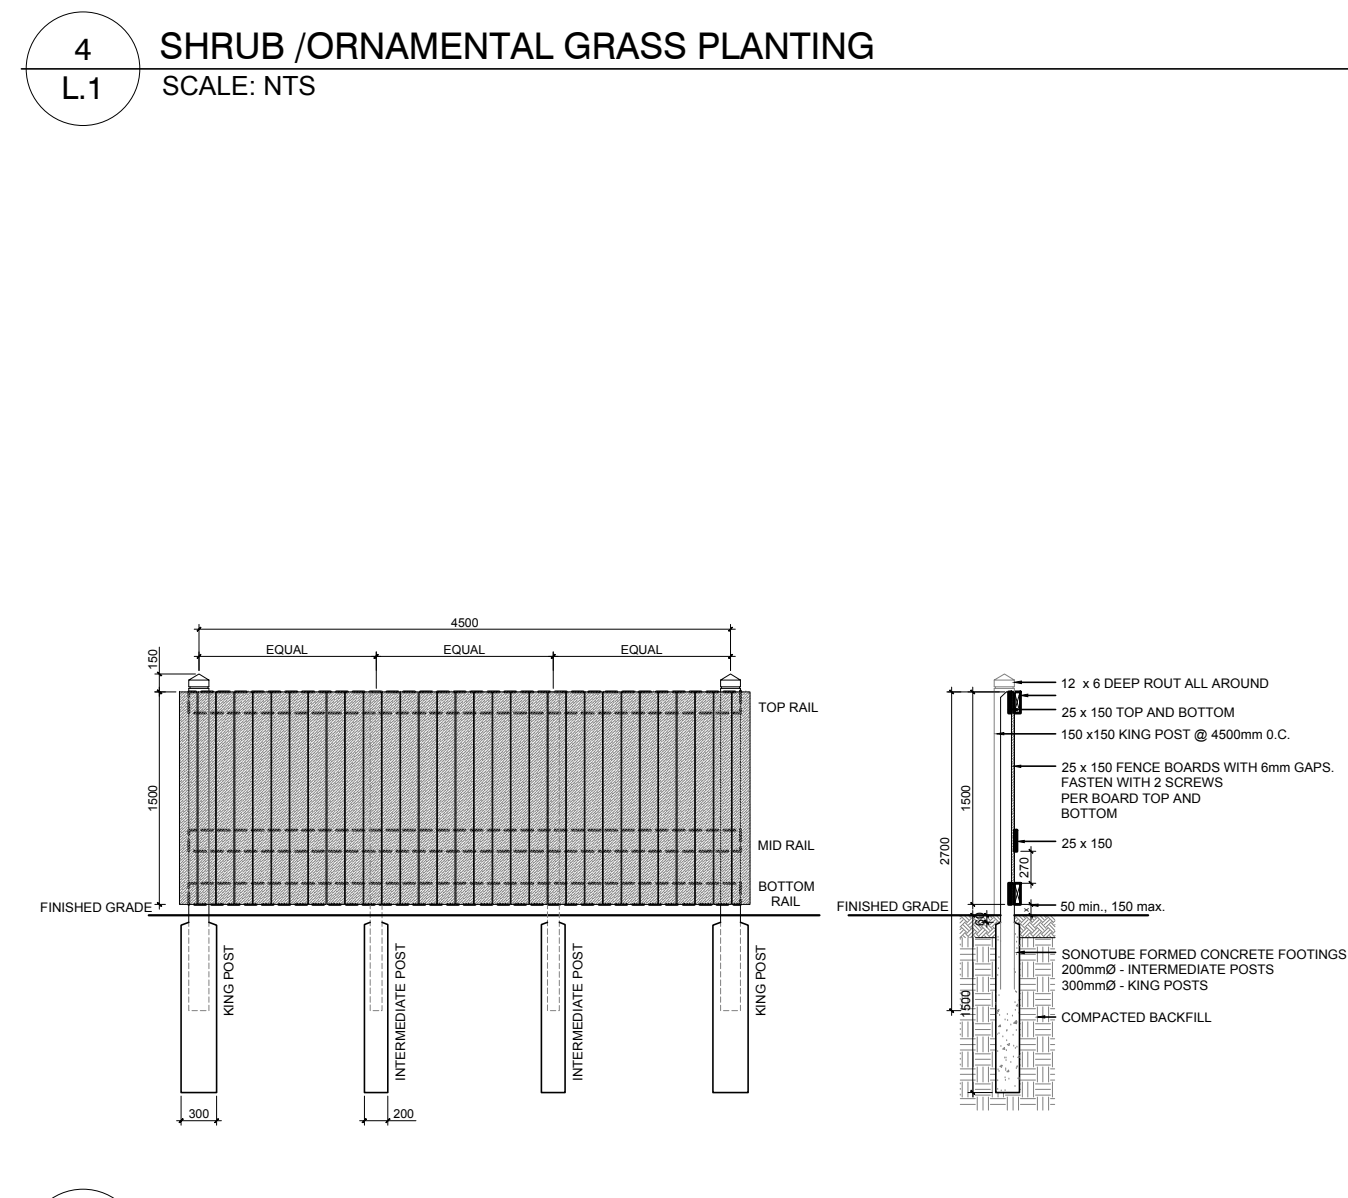 4
SHRUB /ORNAMENTAL GRASS PLANTING
L.1
SCALE: NTS
4500
EQUAL
EQUAL
EQUAL
150
1500
TOP RAIL
MID RAIL
BOTTOM
RAIL
FINISHED GRADE
KING POST
INTERMEDIATE POST
INTERMEDIATE POST
KING POST
300
200
12 x 6 DEEP ROUT ALL AROUND
25 x 150 TOP AND BOTTOM
150 x150 KING POST @ 4500mm 0.C.
25 x 150 FENCE BOARDS WITH 6mm GAPS.
FASTEN WITH 2 SCREWS
PER BOARD TOP AND
BOTTOM
1500
2700
25 x 150
270
FINISHED GRADE
50 min., 150 max.
x
60
SONOTUBE FORMED CONCRETE FOOTINGS
200mmØ - INTERMEDIATE POSTS
300mmØ - KING POSTS
1500
COMPACTED BACKFILL